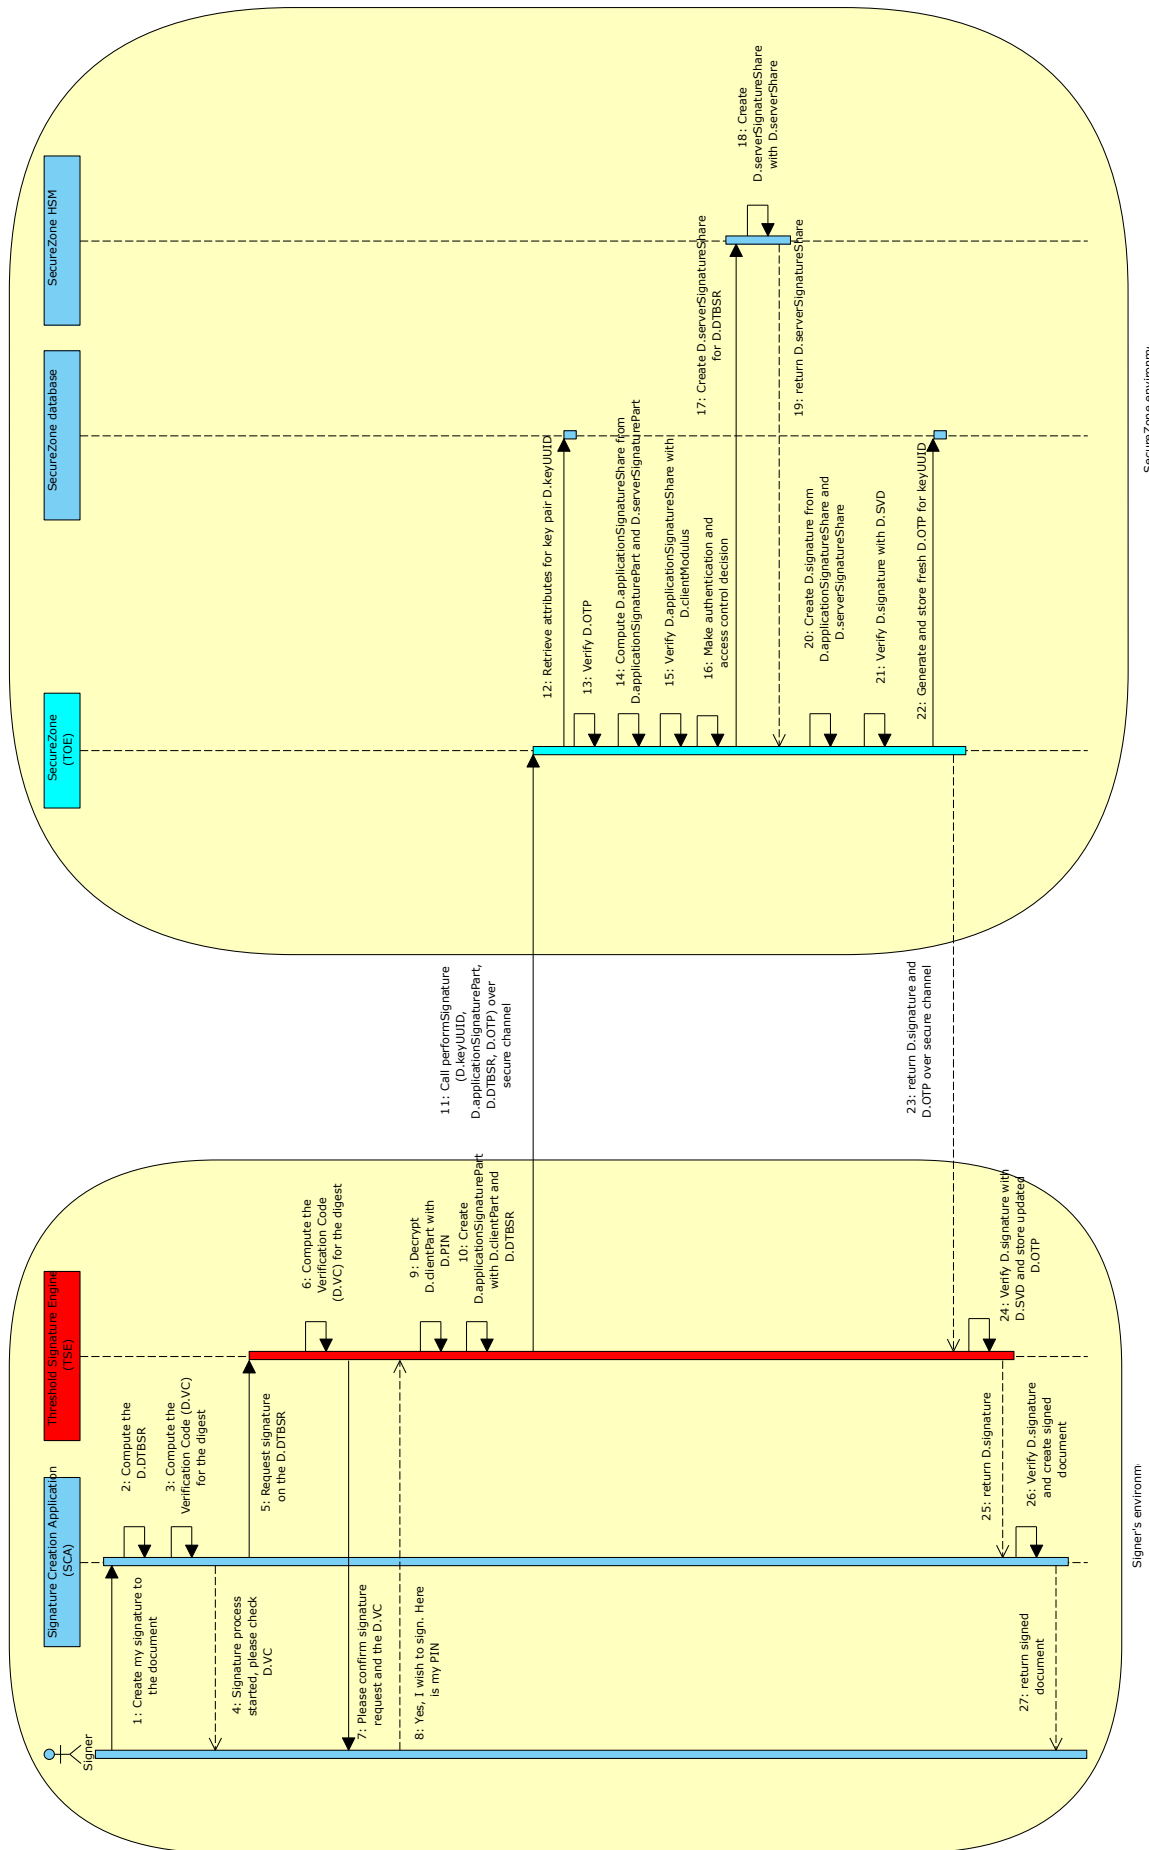 Signer
Signature Creation Application
(SCA)
Threshold Signature Engine
(TSE)
SecureZone
(TOE)
SecureZone database
SecureZone HSM
1: Create my signature to
the document
2: Compute the
D.DTBSR
3: Compute the
Verification Code (D.VC)
for the digest
4: Signature process
started, please check
D.VC
5: Request signature
on the D.DTBSR
6: Compute the
Verification Code
(D.VC) for the digest
7: Please confirm signature
request and the D.VC
8: Yes, I wish to sign. Here
is my PIN
9: Decrypt
D.clientPart with
D.PIN
10: Create
D.applicationSignaturePart
with D.clientPart and
D.DTBSR
11: Call performSignature
(D.keyUUID,
D.applicationSignaturePart,
D.DTBSR, D.OTP) over
secure channel
12: Retrieve attributes for key pair D.keyUUID
13: Verify D.OTP
14: Compute D.applicationSignatureShare from
D.applicationSignaturePart and D.serverSignaturePart
15: Verify D.applicationSignatureShare with
D.clientModulus
16: Make authentication and
access control decision
17: Create D.serverSignatureShare
for D.DTBSR
18: Create
D.serverSignatureShare
with D.serverShare
19: return D.serverSignatureShare
20: Create D.signature from
D.applicationSignatureShare and
D.serverSignatureShare
21: Verify D.signature with D.SVD
22: Generate and store fresh D.OTP for keyUUID
23: return D.signature and
D.OTP over secure channel
24: Verify D.signature with
D.SVD and store updated
D.OTP
25: return D.signature
26: Verify D.signature
and create signed
document
27: return signed
document
Signer's environm
SecureZone